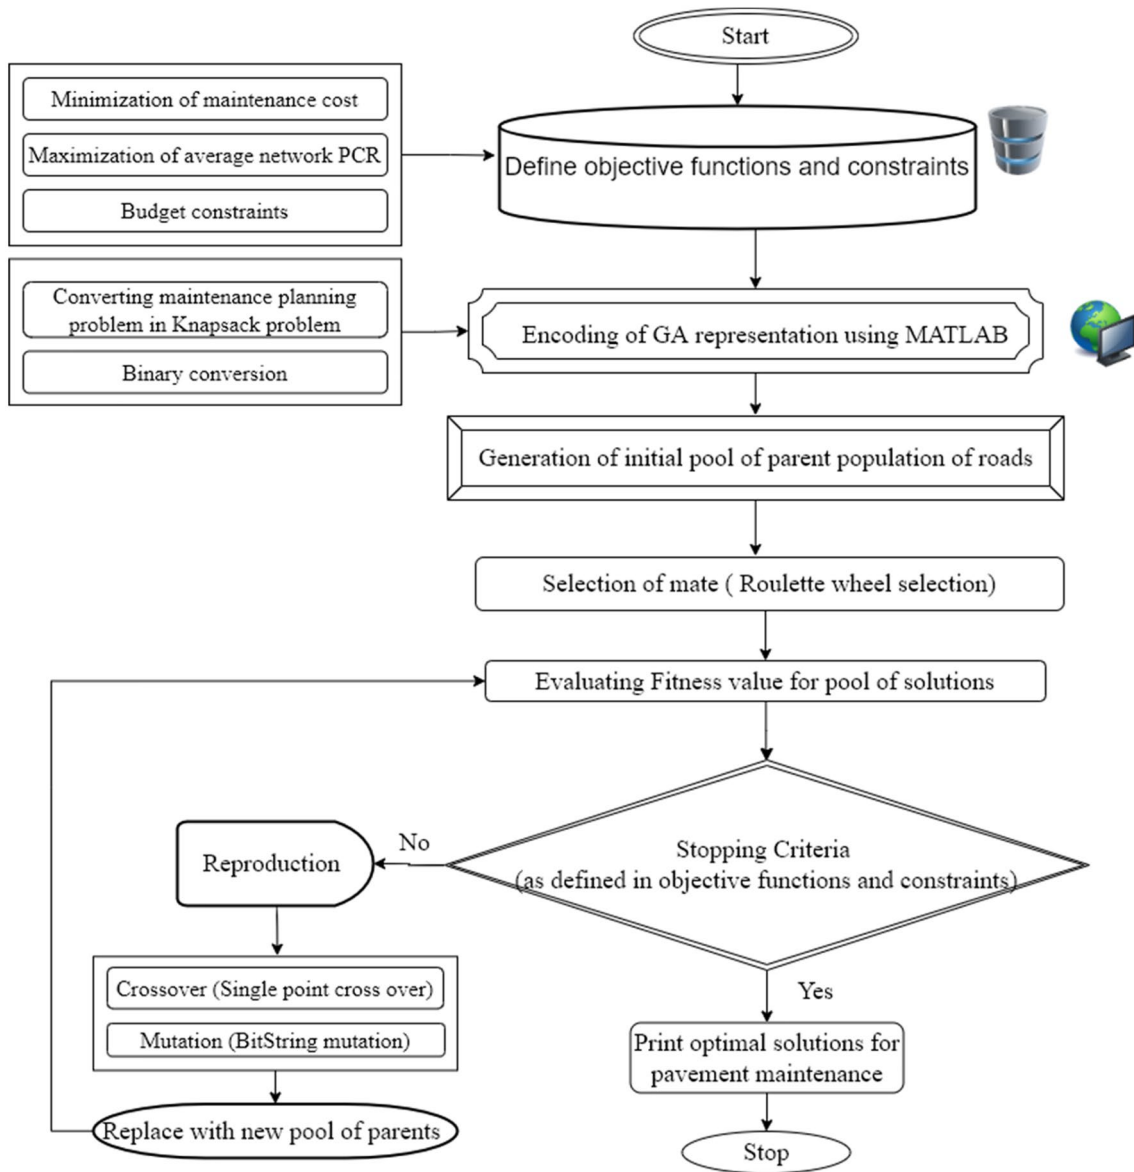 Start
Minimization of maintenance cost
Maximization of average network PCR
Budget constraints
Define objective functions and constraints
Converting maintenance planning
problem in Knapsack problem
Binary conversion
Encoding of GA representation using MATLAB
Generation of initial pool of parent population of roads
Selection of mate ( Roulette wheel selection)
Evaluating Fitness value for pool of solutions
Stopping Criteria
(as defined in objective functions and constraints)
No
Reproduction
Crossover (Single point cross over)
Mutation (BitString mutation)
Replace with new pool of parents
Yes
Print optimal solutions for
pavement maintenance
Stop